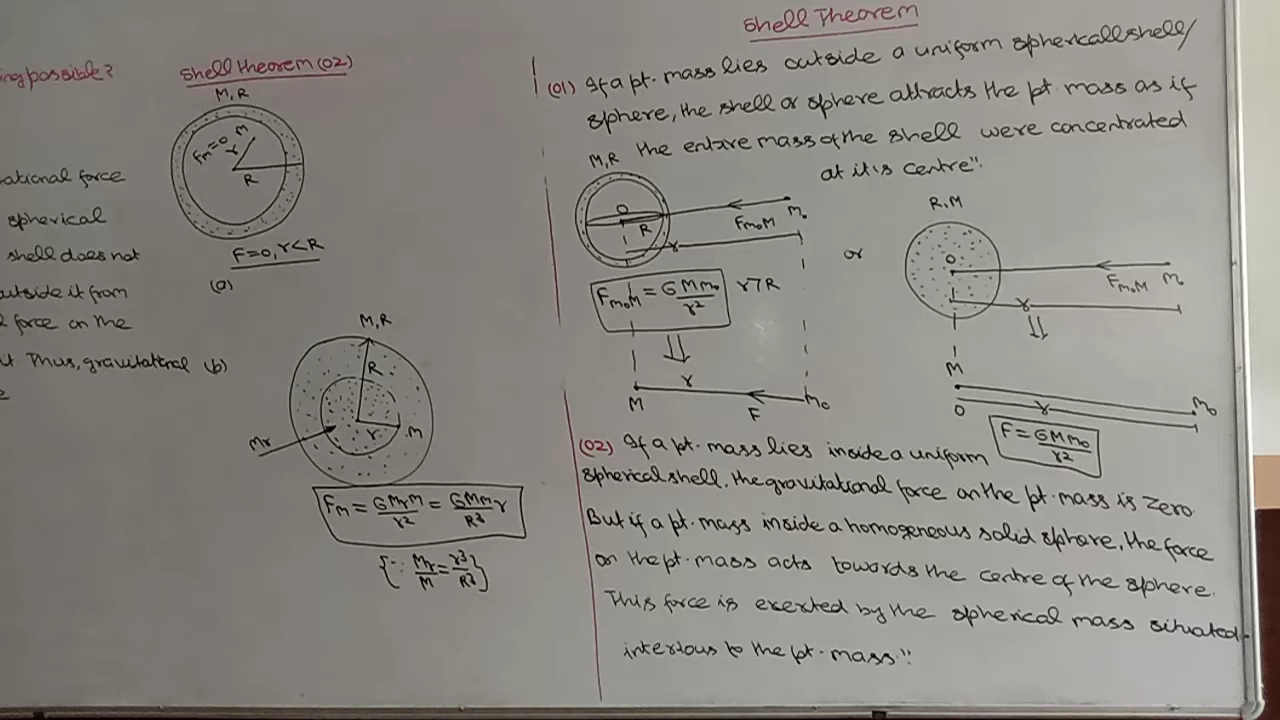 ing possible?
ational force
spherical
shell does not
outside it from
force on the
Thus, gravitational
Shell theorem (02)
M, R
Fm=0
m
r
R
F=0, r<R
(a)
(b)
M, R
R
r
m
Mr
Fm = GMrm/r2 = GMm/R3 r
{∵ Mr/M = r3/R3}
Shell Theorem
(01) If a pt. mass lies outside a uniform sphericall shell/
sphere, the shell or sphere attracts the pt. mass as if
the entire mass of the shell were concentrated
at it's centre".
M, R
O
R
r
Fm₀M
m₀
Fm₀M = GMm₀/r2 r>R
⇓
r
M
F
m₀
or
R, M
O
Fm₀M
m₀
r
⇓
M
O
r
m₀
F = GMm₀/r2
(02) If a pt. mass lies inside a uniform
spherical shell, the gravitational force on the pt. mass is zero.
But if a pt. mass inside a homogeneous solid sphere, the force
on the pt. mass acts towards the centre of the sphere.
This force is exerted by the spherical mass situated
interious to the pt. mass."